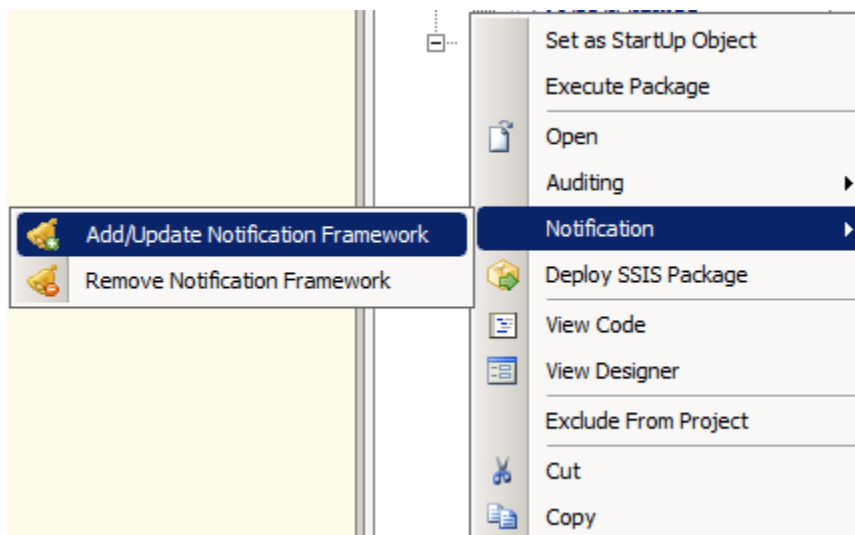 Set as StartUp Object
Execute Package
Open
Auditing
Notification
Add/Update Notification Framework
Remove Notification Framework
Deploy SSIS Package
View Code
View Designer
Exclude From Project
Cut
Copy